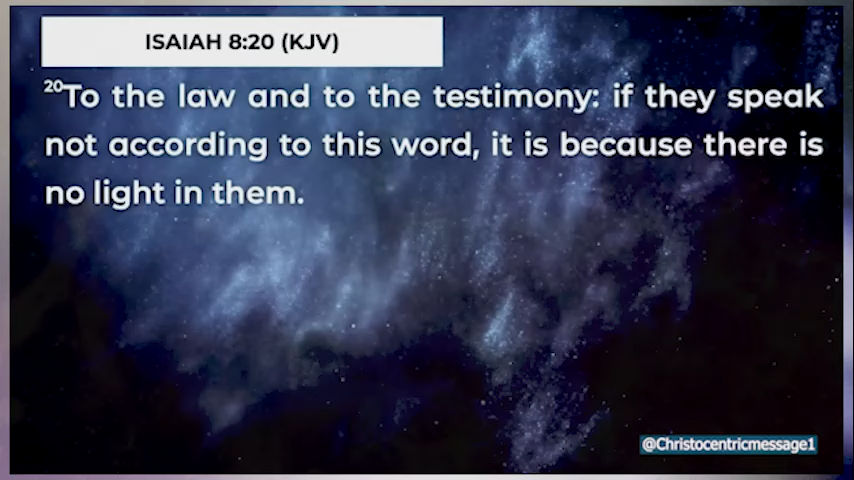 ISAIAH 8:20 (KJV)
20To the law and to the testimony: if they speak
not according to this word, it is because there is
no light in them.
@Christocentricmessage1